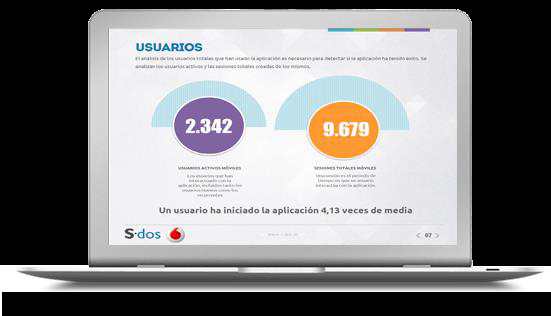 USUARIOS
El análisis de los usuarios totales que han usado la aplicación es necesario para detectar si la aplicación ha tenido éxito. Se
analizan los usuarios activos y las sesiones totales creadas de los mismos.
2.342
9.679
USUARIOS ACTIVOS MÓVILES
SESIONES TOTALES MÓVILES
Los usuarios que han
interactuado con la
aplicación, incluidos tanto los
usuarios nuevos como los
recurrentes
Una sesión es el periodo de
tiempo en que un usuario
interactúa con la aplicación.
Un usuario ha iniciado la aplicación 4,13 veces de media
S·dos
07